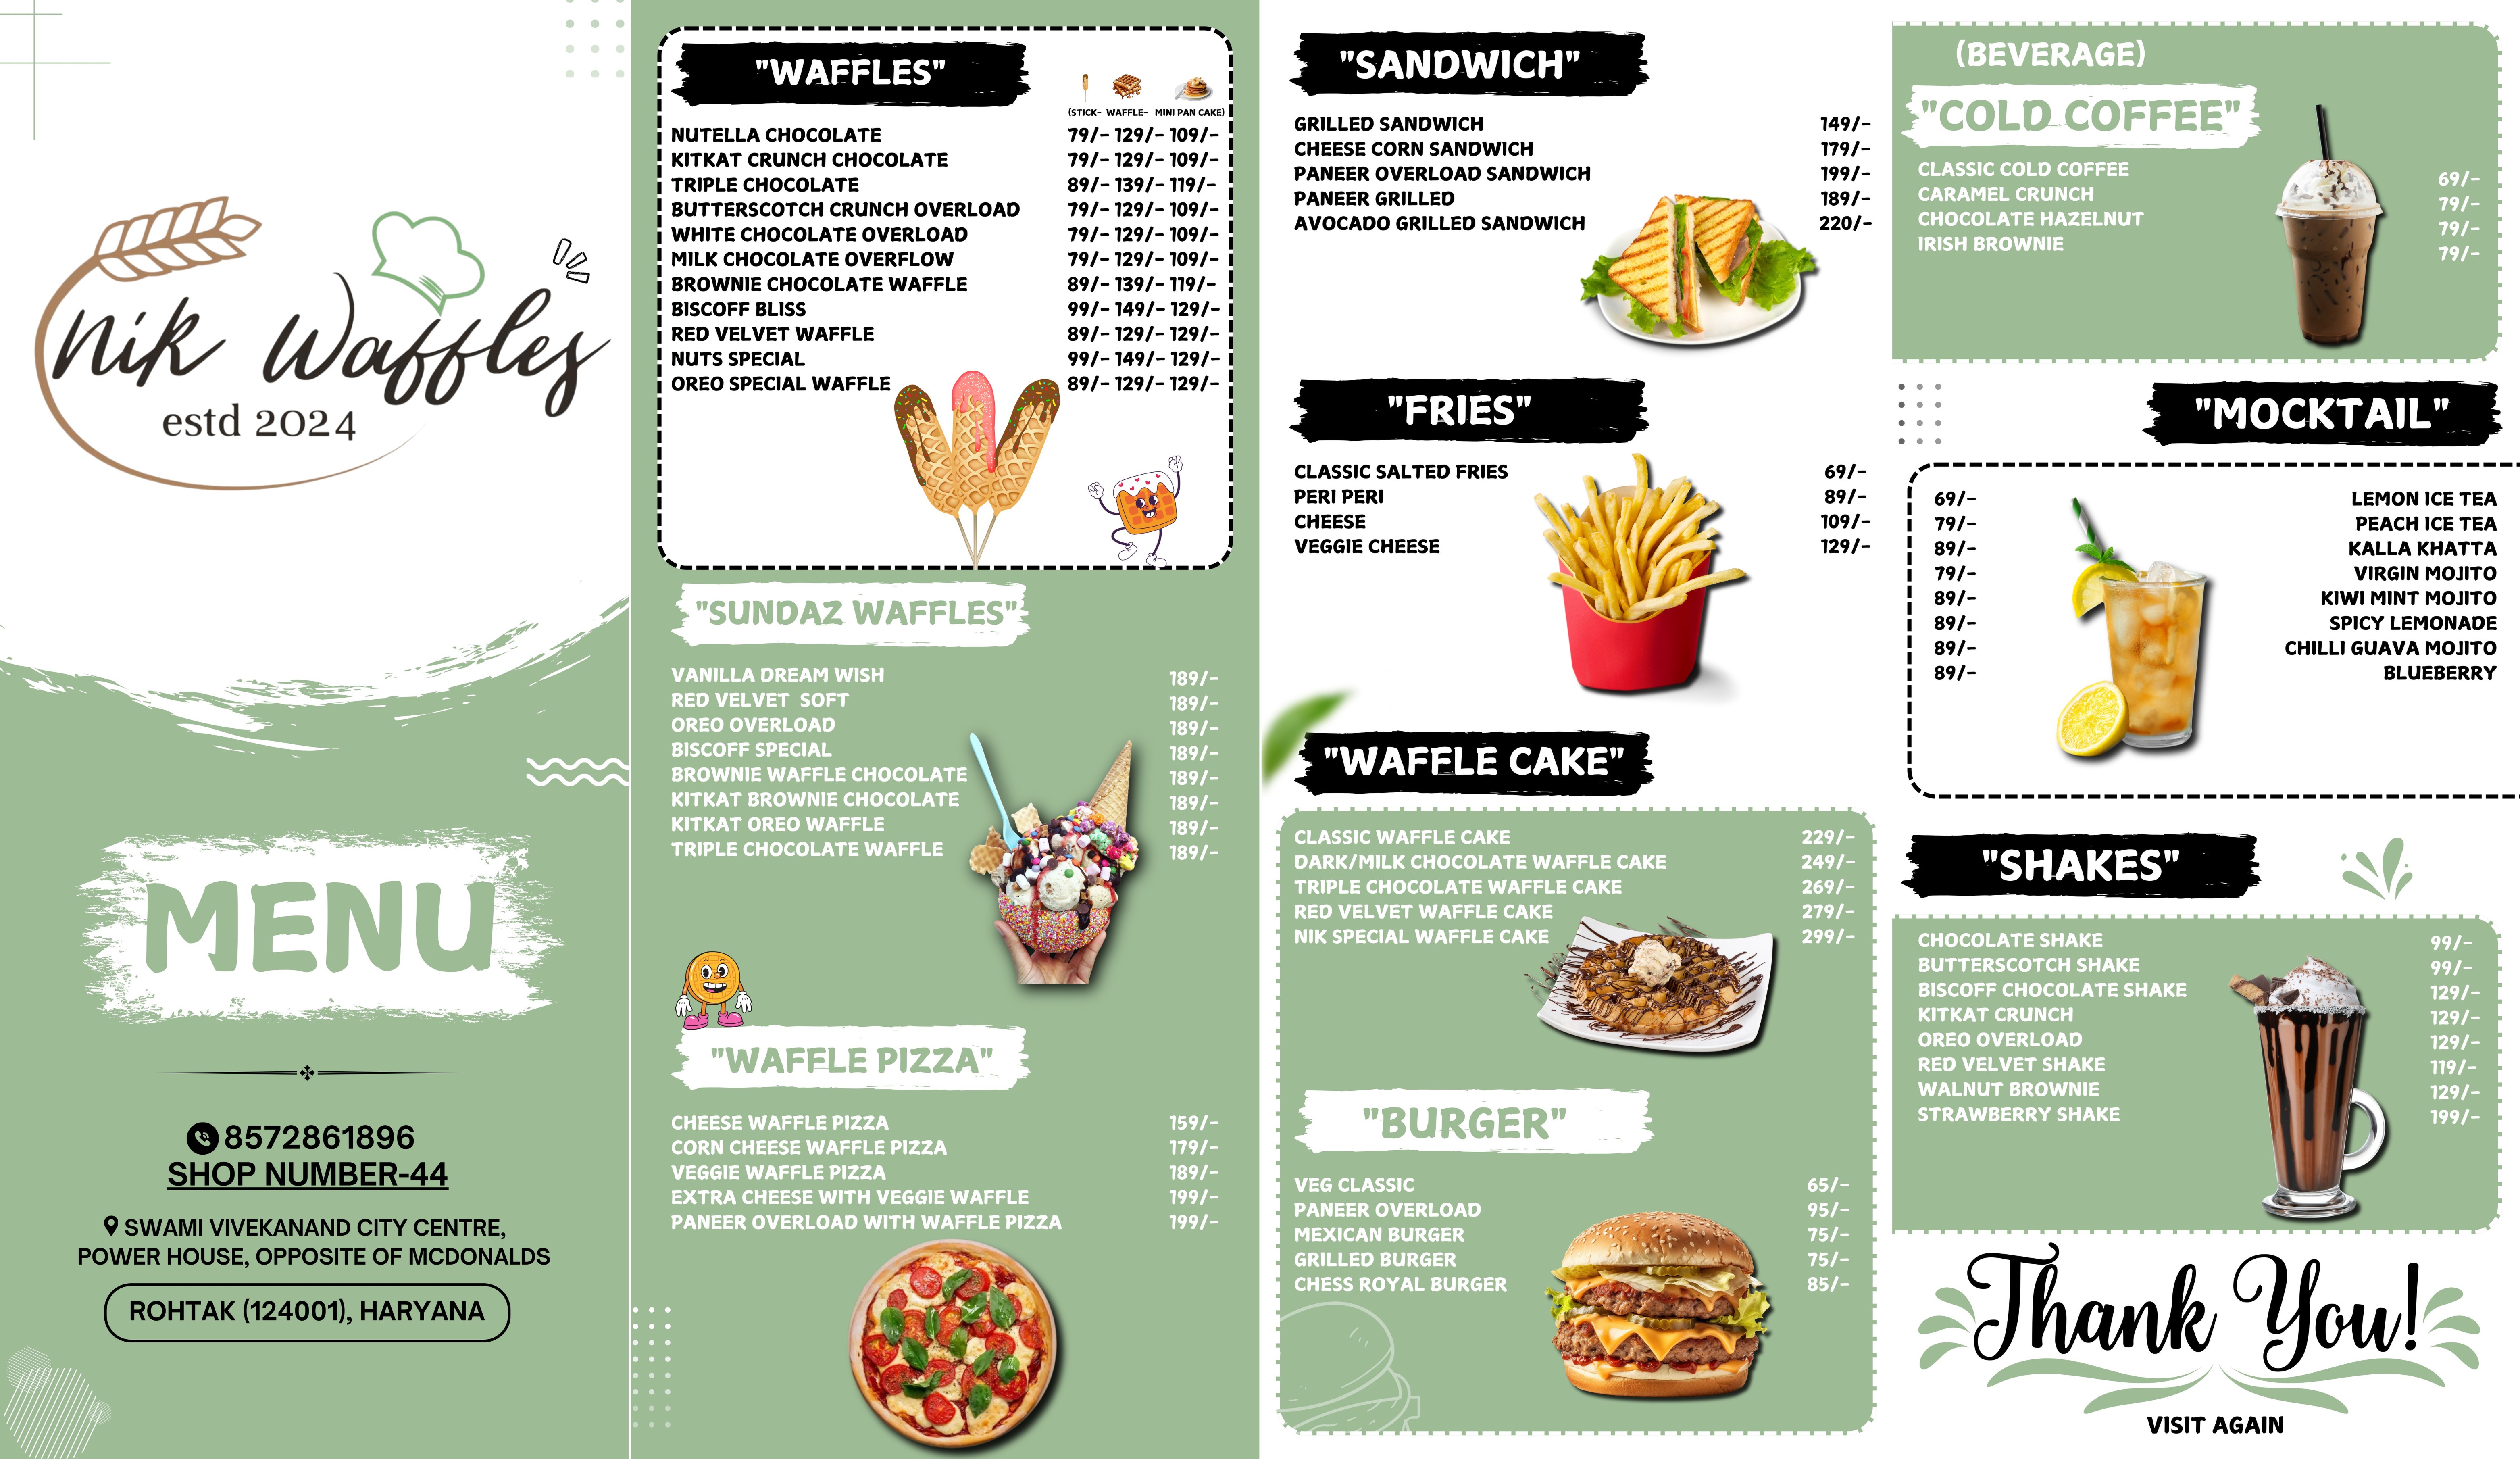 Nik Waffles
estd 2024
MENU
8572861896
SHOP NUMBER-44
SWAMI VIVEKANAND CITY CENTRE,
POWER HOUSE, OPPOSITE OF MCDONALDS
ROHTAK (124001), HARYANA
"WAFFLES"
(STICK- WAFFLE- MINI PAN CAKE)
NUTELLA CHOCOLATE 79/- 129/- 109/-
KITKAT CRUNCH CHOCOLATE 79/- 129/- 109/-
TRIPLE CHOCOLATE 89/- 139/- 119/-
BUTTERSCOTCH CRUNCH OVERLOAD 79/- 129/- 109/-
WHITE CHOCOLATE OVERLOAD 79/- 129/- 109/-
MILK CHOCOLATE OVERFLOW 79/- 129/- 109/-
BROWNIE CHOCOLATE WAFFLE 89/- 139/- 119/-
BISCOFF BLISS 99/- 149/- 129/-
RED VELVET WAFFLE 89/- 129/- 129/-
NUTS SPECIAL 99/- 149/- 129/-
OREO SPECIAL WAFFLE 89/- 129/- 129/-
"SUNDAZ WAFFLES"
VANILLA DREAM WISH 189/-
RED VELVET SOFT 189/-
OREO OVERLOAD 189/-
BISCOFF SPECIAL 189/-
BROWNIE WAFFLE CHOCOLATE 189/-
KITKAT BROWNIE CHOCOLATE 189/-
KITKAT OREO WAFFLE 189/-
TRIPLE CHOCOLATE WAFFLE 189/-
"WAFFLE PIZZA"
CHEESE WAFFLE PIZZA 159/-
CORN CHEESE WAFFLE PIZZA 179/-
VEGGIE WAFFLE PIZZA 189/-
EXTRA CHEESE WITH VEGGIE WAFFLE 199/-
PANEER OVERLOAD WITH WAFFLE PIZZA 199/-
"SANDWICH"
GRILLED SANDWICH 149/-
CHEESE CORN SANDWICH 179/-
PANEER OVERLOAD SANDWICH 199/-
PANEER GRILLED 189/-
AVOCADO GRILLED SANDWICH 220/-
"FRIES"
CLASSIC SALTED FRIES 69/-
PERI PERI 89/-
CHEESE 109/-
VEGGIE CHEESE 129/-
"WAFFLE CAKE"
CLASSIC WAFFLE CAKE 229/-
DARK/MILK CHOCOLATE WAFFLE CAKE 249/-
TRIPLE CHOCOLATE WAFFLE CAKE 269/-
RED VELVET WAFFLE CAKE 279/-
NIK SPECIAL WAFFLE CAKE 299/-
"BURGER"
VEG CLASSIC 65/-
PANEER OVERLOAD 95/-
MEXICAN BURGER 75/-
GRILLED BURGER 75/-
CHESS ROYAL BURGER 85/-
(BEVERAGE)
"COLD COFFEE"
CLASSIC COLD COFFEE 69/-
CARAMEL CRUNCH 79/-
CHOCOLATE HAZELNUT 79/-
IRISH BROWNIE 79/-
"MOCKTAIL"
69/- LEMON ICE TEA
79/- PEACH ICE TEA
89/- KALLA KHATTA
79/- VIRGIN MOJITO
89/- KIWI MINT MOJITO
89/- SPICY LEMONADE
89/- CHILLI GUAVA MOJITO
89/- BLUEBERRY
"SHAKES"
CHOCOLATE SHAKE 99/-
BUTTERSCOTCH SHAKE 99/-
BISCOFF CHOCOLATE SHAKE 129/-
KITKAT CRUNCH 129/-
OREO OVERLOAD 129/-
RED VELVET SHAKE 119/-
WALNUT BROWNIE 129/-
STRAWBERRY SHAKE 199/-
Thank You!
VISIT AGAIN